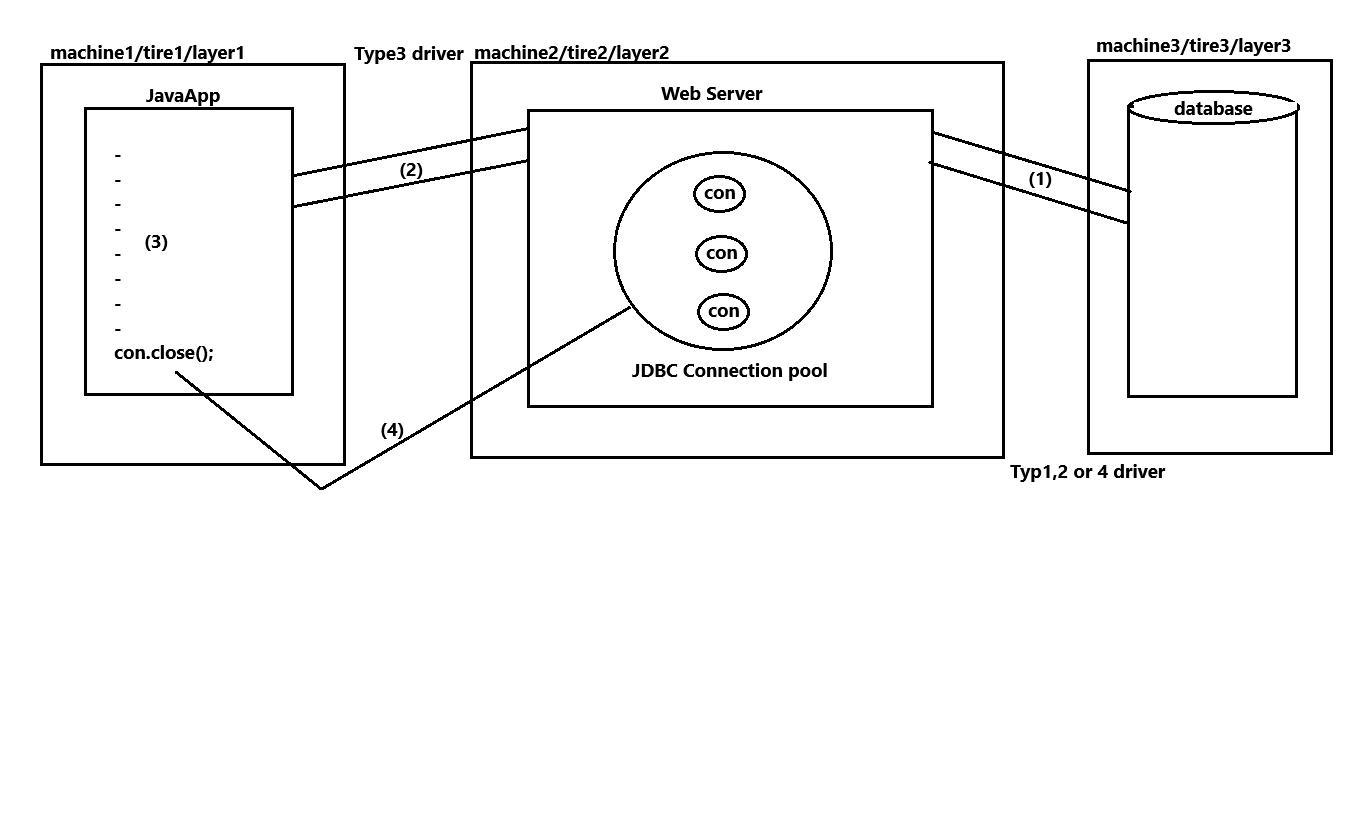 machine1/tire1/layer1
Type3 driver
machine2/tire2/layer2
machine3/tire3/layer3
JavaApp
Web Server
database
-
-
-
-
-
-
-
-
(3)
con.close();
(2)
con
con
con
JDBC Connection pool
(1)
(4)
Typ1,2 or 4 driver